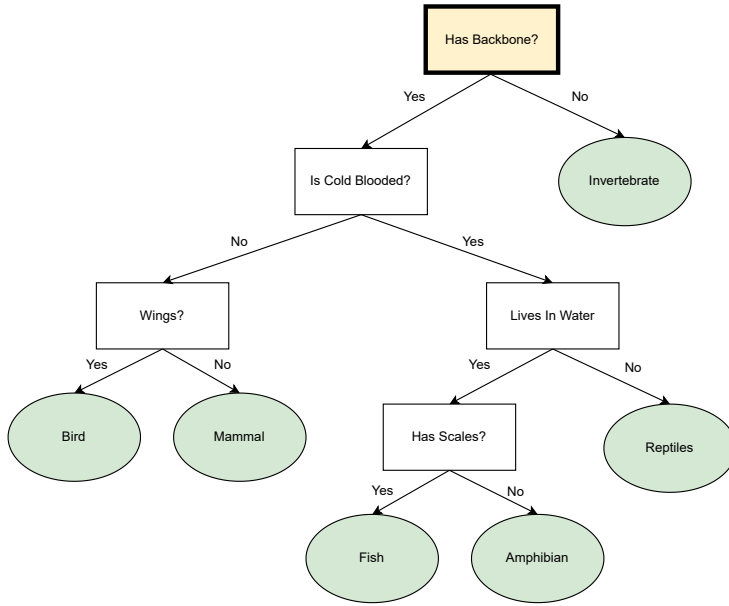 Has Backbone?
Yes
No
Is Cold Blooded?
Invertebrate
No
Yes
Wings?
Lives In Water
Yes
No
Yes
No
Bird
Mammal
Has Scales?
Reptiles
Yes
No
Fish
Amphibian